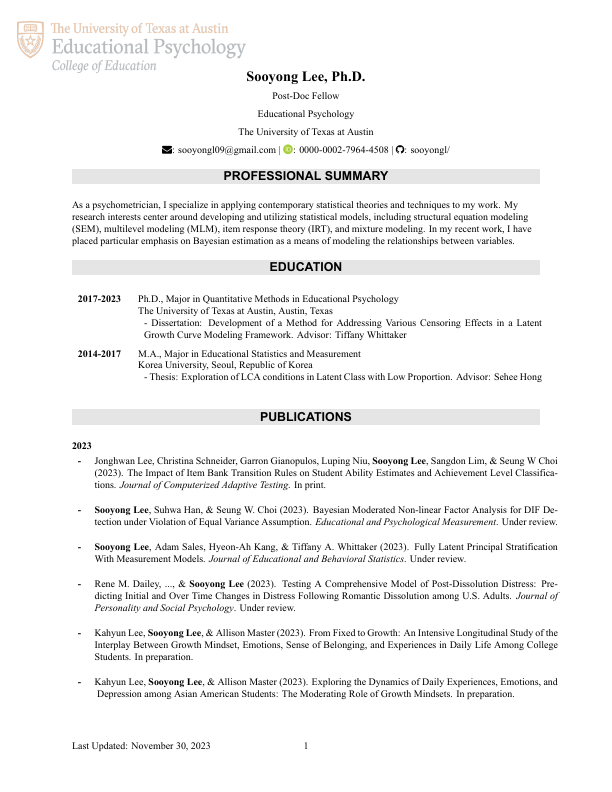 The University of Texas at Austin
Educational Psychology
College of Education
Sooyong Lee, Ph.D.
Post-Doc Fellow
Educational Psychology
The University of Texas at Austin
: sooyongl09@gmail.com | : 0000-0002-7964-4508 | : sooyongl/
PROFESSIONAL SUMMARY
As a psychometrician, I specialize in applying contemporary statistical theories and techniques to my work. My
research interests center around developing and utilizing statistical models, including structural equation modeling
(SEM), multilevel modeling (MLM), item response theory (IRT), and mixture modeling. In my recent work, I have
placed particular emphasis on Bayesian estimation as a means of modeling the relationships between variables.
EDUCATION
2017-2023 Ph.D., Major in Quantitative Methods in Educational Psychology
The University of Texas at Austin, Austin, Texas
- Dissertation: Development of a Method for Addressing Various Censoring Effects in a Latent
Growth Curve Modeling Framework. Advisor: Tiffany Whittaker
2014-2017 M.A., Major in Educational Statistics and Measurement
Korea University, Seoul, Republic of Korea
- Thesis: Exploration of LCA conditions in Latent Class with Low Proportion. Advisor: Sehee Hong
PUBLICATIONS
2023
- Jonghwan Lee, Christina Schneider, Garron Gianopulos, Luping Niu, Sooyong Lee, Sangdon Lim, & Seung W Choi
(2023). The Impact of Item Bank Transition Rules on Student Ability Estimates and Achievement Level Classifica-
tions. Journal of Computerized Adaptive Testing. In print.
- Sooyong Lee, Suhwa Han, & Seung W. Choi (2023). Bayesian Moderated Non-linear Factor Analysis for DIF De-
tection under Violation of Equal Variance Assumption. Educational and Psychological Measurement. Under review.
- Sooyong Lee, Adam Sales, Hyeon-Ah Kang, & Tiffany A. Whittaker (2023). Fully Latent Principal Stratification
With Measurement Models. Journal of Educational and Behavioral Statistics. Under review.
- Rene M. Dailey, ..., & Sooyong Lee (2023). Testing A Comprehensive Model of Post-Dissolution Distress: Pre-
dicting Initial and Over Time Changes in Distress Following Romantic Dissolution among U.S. Adults. Journal of
Personality and Social Psychology. Under review.
- Kahyun Lee, Sooyong Lee, & Allison Master (2023). From Fixed to Growth: An Intensive Longitudinal Study of the
Interplay Between Growth Mindset, Emotions, Sense of Belonging, and Experiences in Daily Life Among College
Students. In preparation.
- Kahyun Lee, Sooyong Lee, & Allison Master (2023). Exploring the Dynamics of Daily Experiences, Emotions, and
Depression among Asian American Students: The Moderating Role of Growth Mindsets. In preparation.
Last Updated: November 30, 2023 1